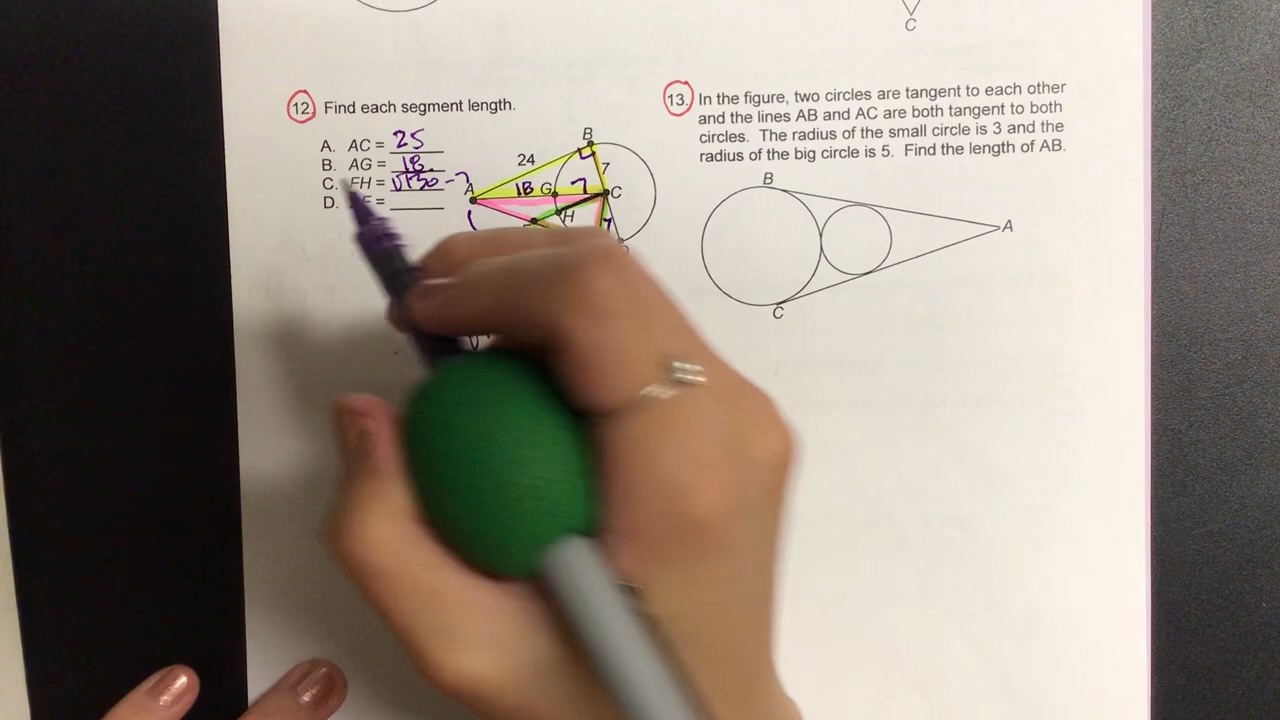 C
12. Find each segment length.
A. AC = 25
B. AG = 18
C. FH = √130 - 7
D. =
B
24
7
A
18
G
7
C
H
7
13. In the figure, two circles are tangent to each other
and the lines AB and AC are both tangent to both
circles. The radius of the small circle is 3 and the
radius of the big circle is 5. Find the length of AB.
B
A
C